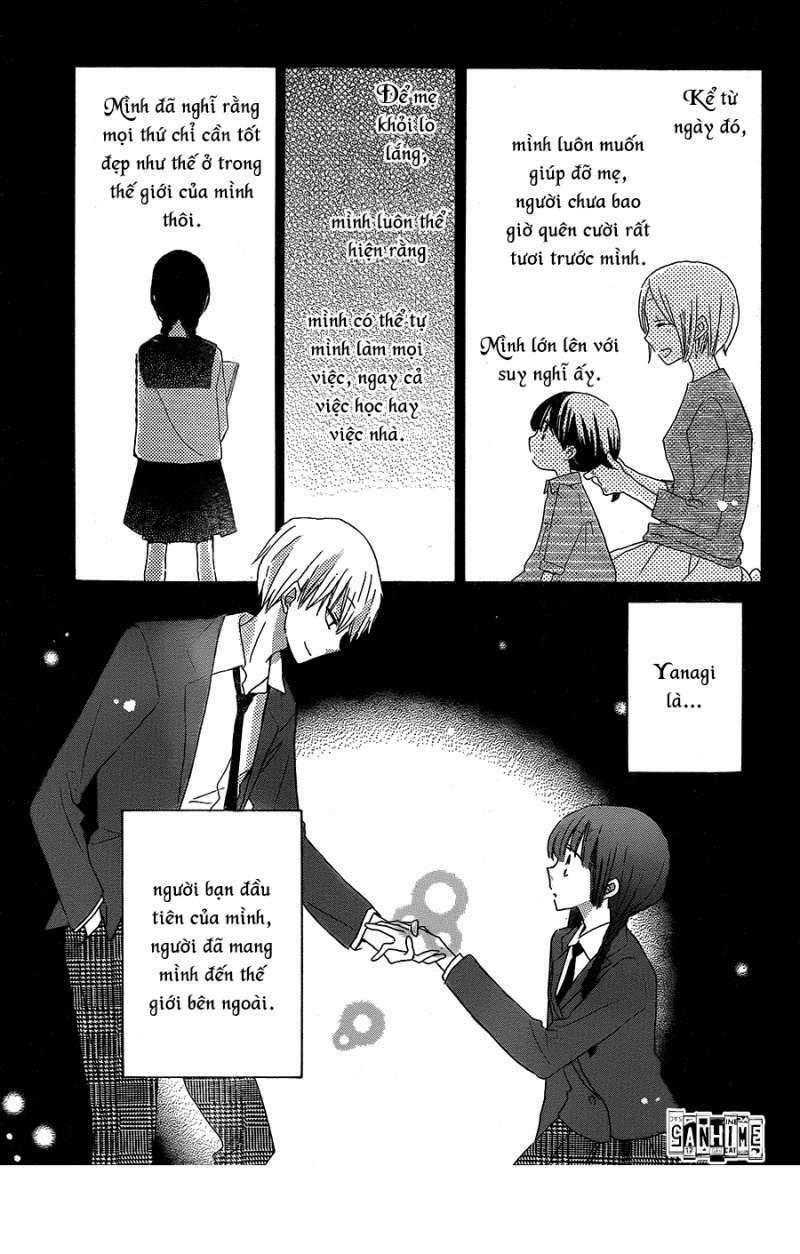 Kể từ
ngày đó,
mình luôn muốn
giúp đỡ mẹ,
người chưa bao
giờ quên cười rất
tươi trước mình.
Mình lớn lên với
suy nghĩ ấy.
Để mẹ
khỏi lo
lắng,
mình luôn thể
hiện rằng
mình có thể tự
mình làm mọi
việc, ngay cả
việc học hay
việc nhà.
Mình đã nghĩ rằng
mọi thứ chỉ cần tốt
đẹp như thế ở trong
thế giới của mình
thôi.
Yanagi
là...
người bạn đầu
tiên của mình,
người đã mang
mình đến thế
giới bên ngoài.
SANHIME